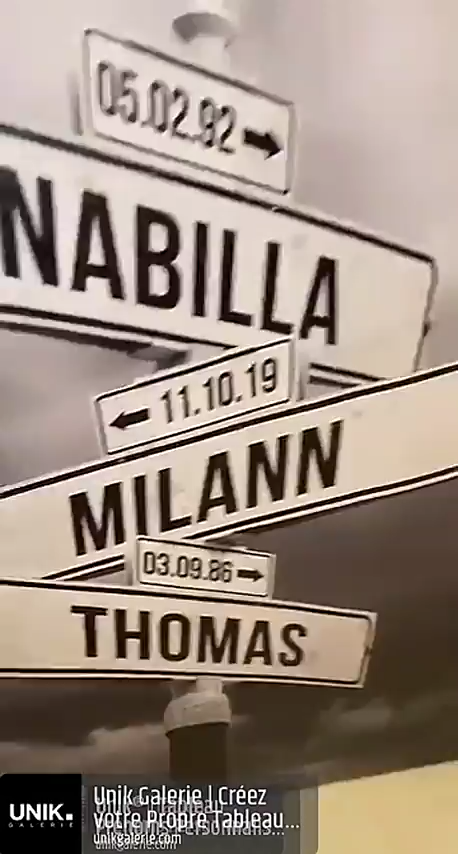 05.02.92 →
NABILLA
← 11.10.19
MILANN
03.09.86 →
THOMAS
UNIK.
GALERIE
Unik Galerie | Créez
Votre Propre Tableau...
unikgalerie.com